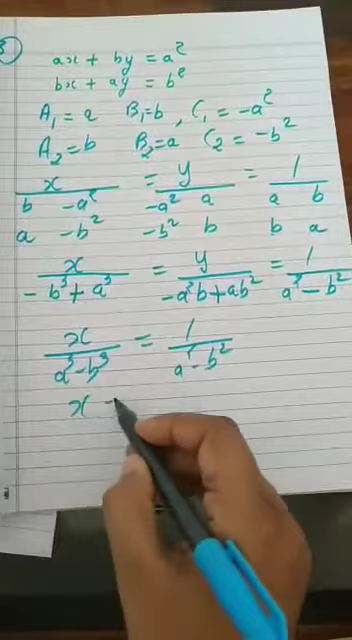 3
ax + by = a²
bx + ay = b²
A₁ = a B₁ = b , C₁ = -a²
A₂ = b B₂ = a C₂ = -b²
x = y = 1
b -a² -a² a a b
a -b² -b² b b a
x = y = 1
-b³ + a³ -a²b + ab² a² - b²
x = 1
a³ - b³ a² - b²
x -